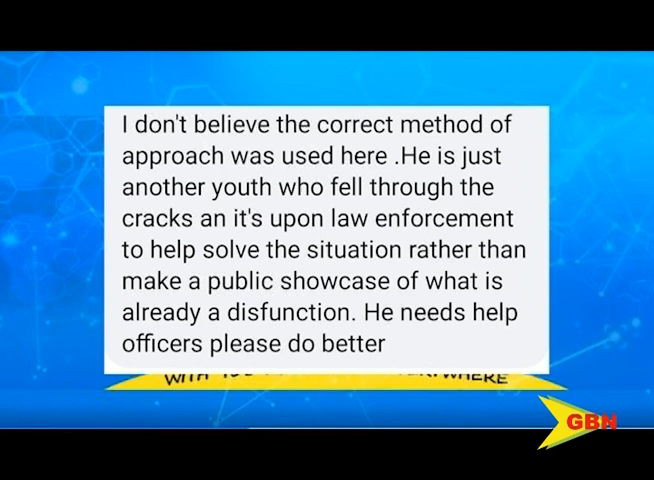 I don't believe the correct method of
approach was used here .He is just
another youth who fell through the
cracks an it's upon law enforcement
to help solve the situation rather than
make a public showcase of what is
already a disfunction. He needs help
officers please do better
WITH
GBN